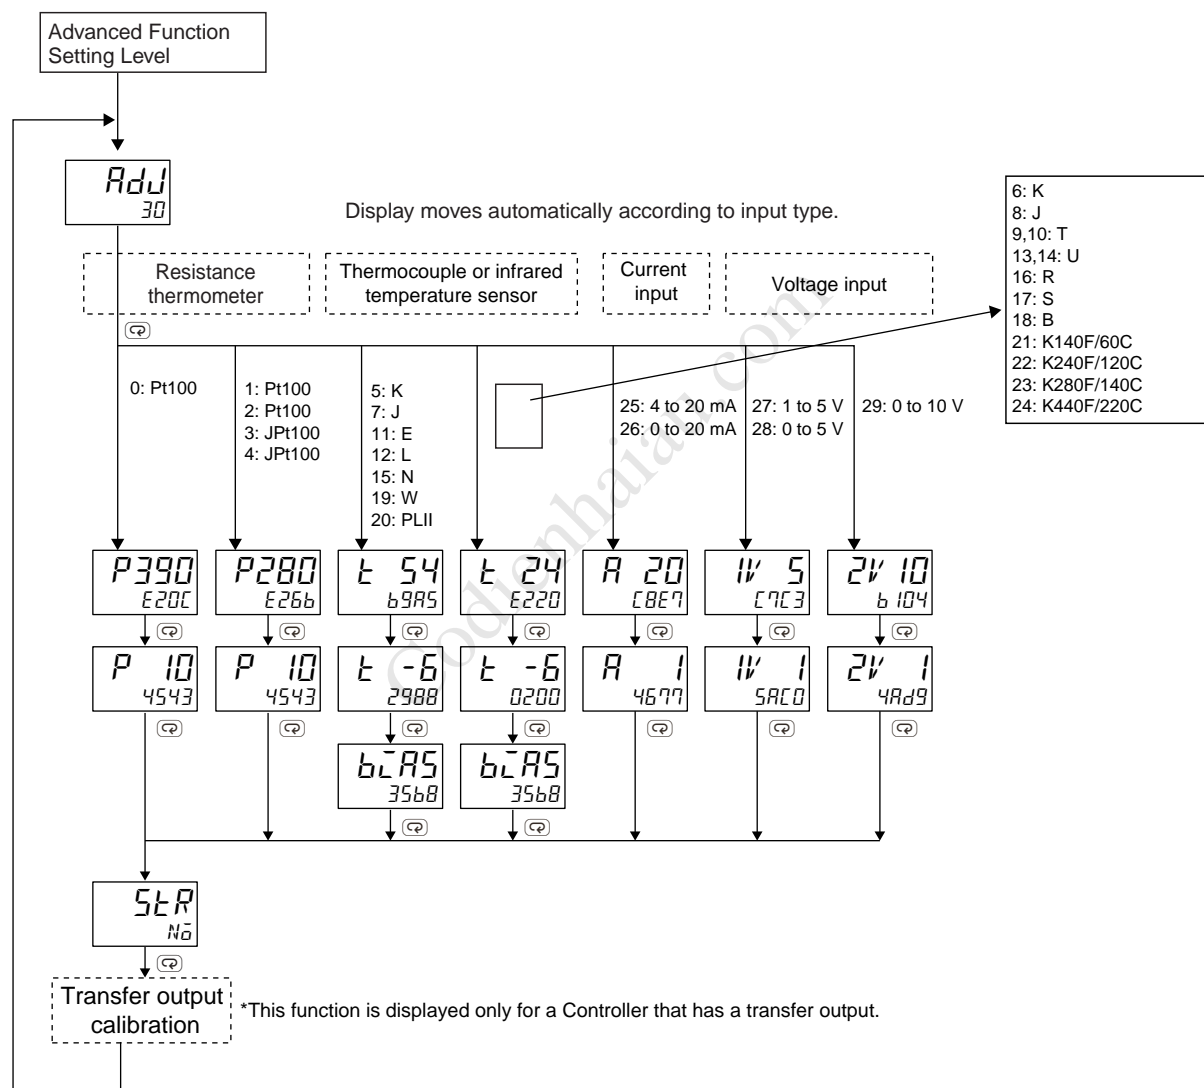 Advanced Function
Setting Level
AdJ
30
Display moves automatically according to input type.
6: K
8: J
9,10: T
13,14: U
16: R
17: S
18: B
21: K140F/60C
22: K240F/120C
23: K280F/140C
24: K440F/220C
Resistance
thermometer
Thermocouple or infrared
temperature sensor
Current
input
Voltage input
0: Pt100
1: Pt100
2: Pt100
3: JPt100
4: JPt100
5: K
7: J
11: E
12: L
15: N
19: W
20: PLII
25: 4 to 20 mA
26: 0 to 20 mA
27: 1 to 5 V
28: 0 to 5 V
29: 0 to 10 V
P390
E20C
P280
E26b
t 54
b9A5
t 24
E220
A 20
C8E7
1V 5
C7C3
2V 10
b104
P 10
4543
P 10
4543
t -6
2988
t -6
0200
A 1
4677
1V 1
5AC0
2V 1
4Ad9
biAS
35b8
biAS
35b8
StR
No
Transfer output
calibration
*This function is displayed only for a Controller that has a transfer output.
Codienhaian.com